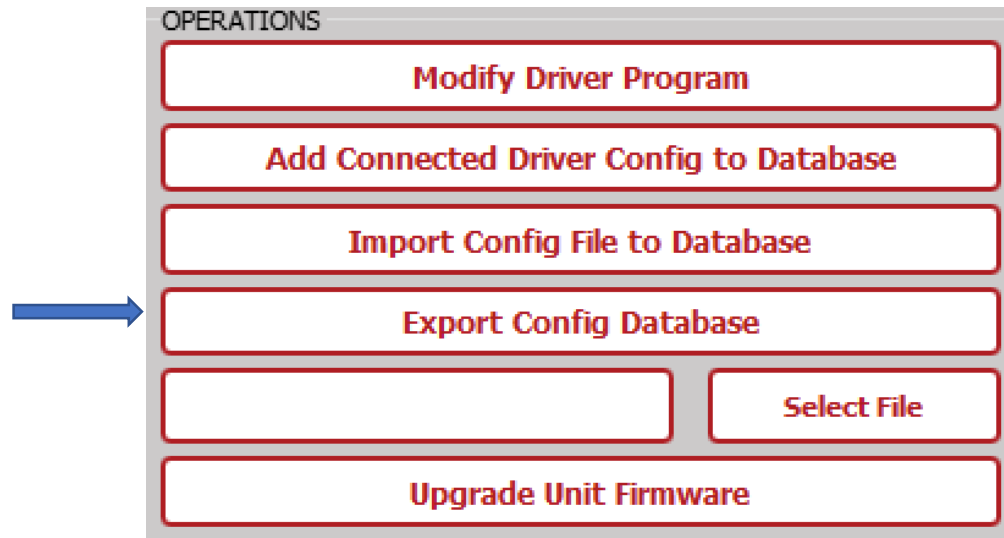 OPERATIONS
Modify Driver Program
Add Connected Driver Config to Database
Import Config File to Database
Export Config Database
Select File
Upgrade Unit Firmware